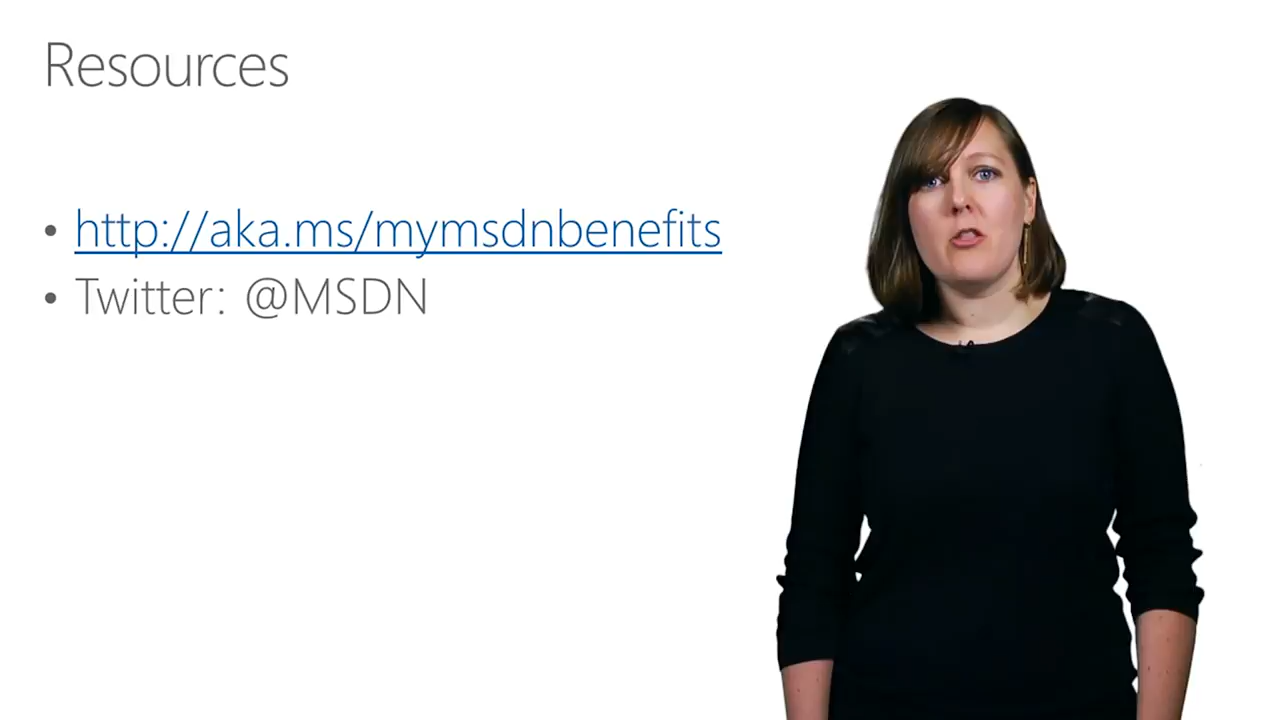 Resources
• http://aka.ms/mymsdnbenefits
• Twitter: @MSDN